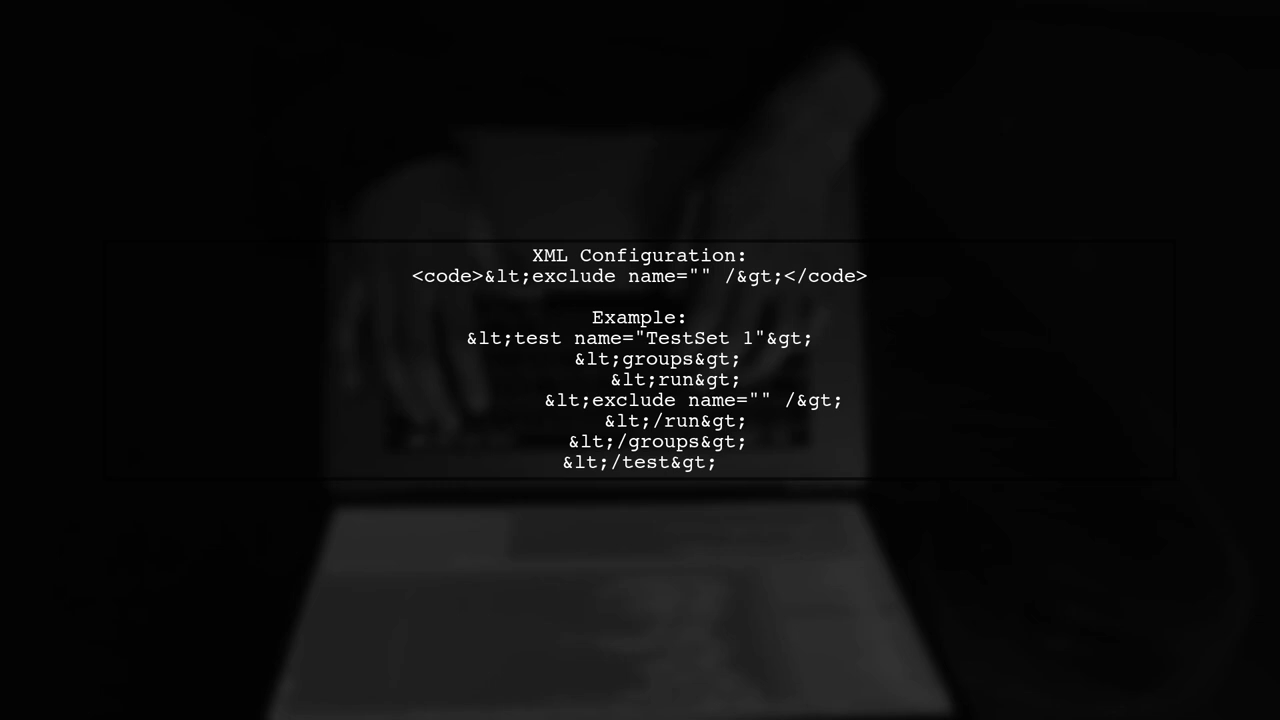 XML Configuration:
<code>&lt;exclude name="" /&gt;</code>
Example:
&lt;test name="TestSet 1"&gt;
&lt;groups&gt;
&lt;run&gt;
&lt;exclude name="" /&gt;
&lt;/run&gt;
&lt;/groups&gt;
&lt;/test&gt;